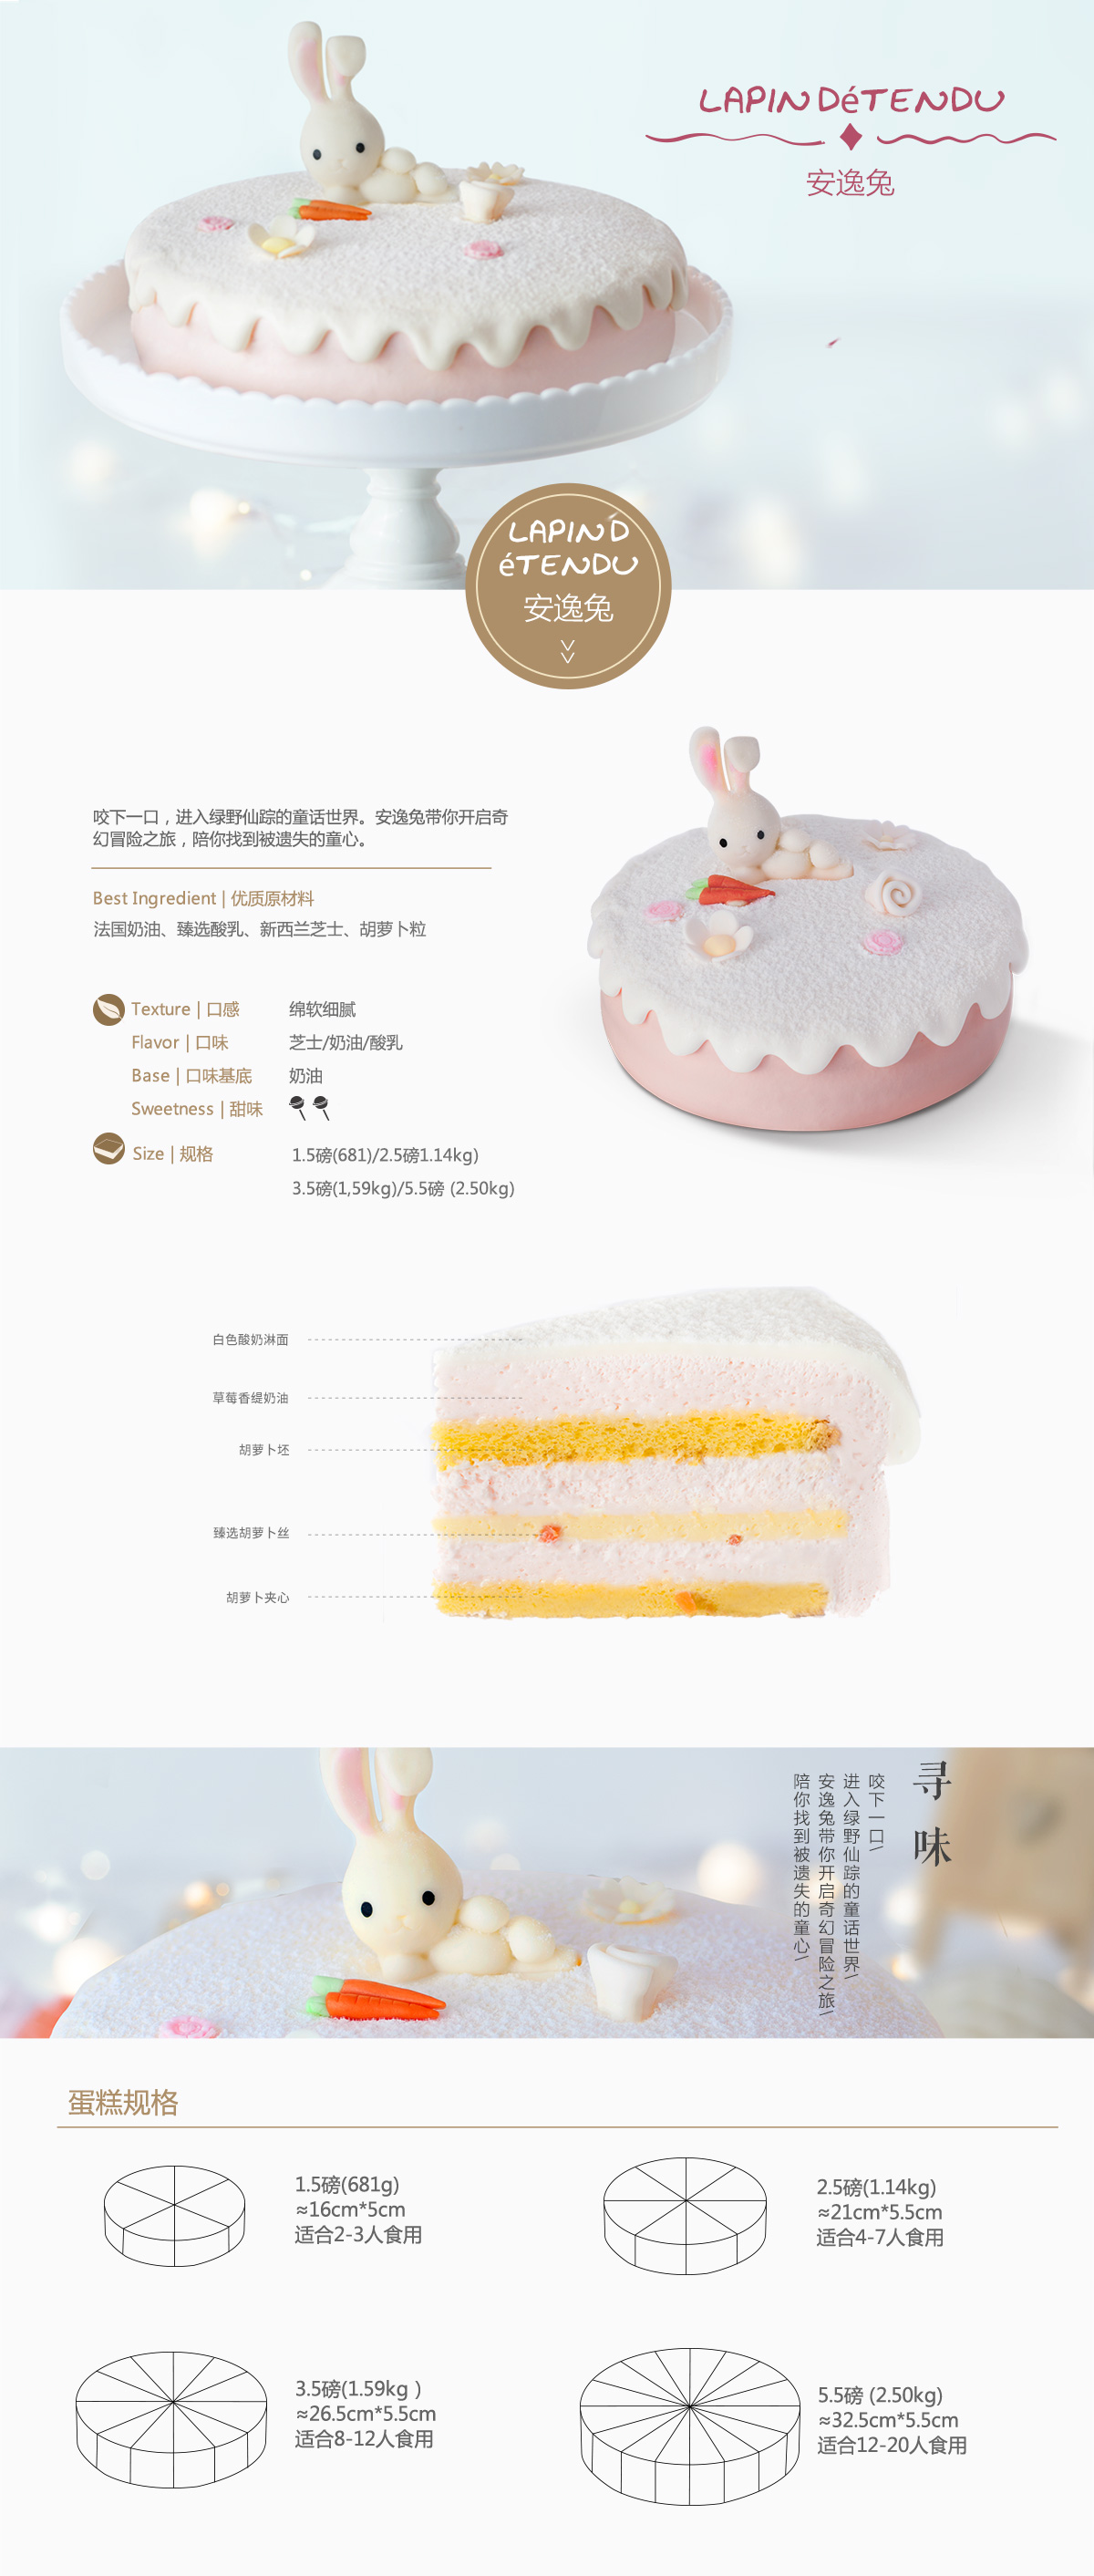 LAPIN DéTENDU
安逸兔
LAPIN D
éTENDU
安逸兔
咬下一口，进入绿野仙踪的童话世界。安逸兔带你开启奇
幻冒险之旅，陪你找到被遗失的童心。
Best Ingredient | 优质原材料
法国奶油、臻选酸乳、新西兰芝士、胡萝卜粒
Texture | 口感 绵软细腻
Flavor | 口味 芝士/奶油/酸乳
Base | 口味基底 奶油
Sweetness | 甜味
Size | 规格 1.5磅(681)/2.5磅1.14kg)
3.5磅(1,59kg)/5.5磅 (2.50kg)
白色酸奶淋面
草莓香缇奶油
胡萝卜坯
臻选胡萝卜丝
胡萝卜夹心
寻味
咬下一口\
进入绿野仙踪的童话世界\
安逸兔带你开启奇幻冒险之旅\
陪你找到被遗失的童心\
蛋糕规格
1.5磅(681g)
≈16cm*5cm
适合2-3人食用
2.5磅(1.14kg)
≈21cm*5.5cm
适合4-7人食用
3.5磅(1.59kg )
≈26.5cm*5.5cm
适合8-12人食用
5.5磅 (2.50kg)
≈32.5cm*5.5cm
适合12-20人食用